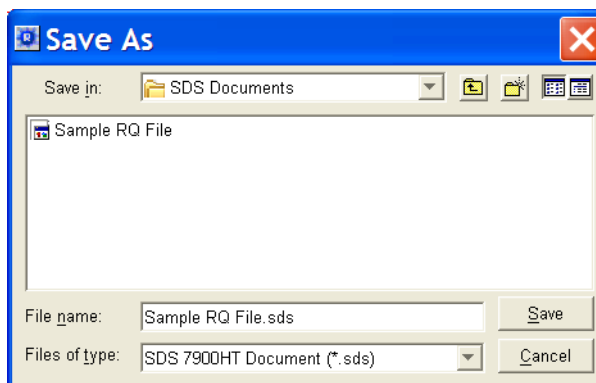 Save As
Save in: SDS Documents
Sample RQ File
File name: Sample RQ File.sds Save
Files of type: SDS 7900HT Document (*.sds) Cancel